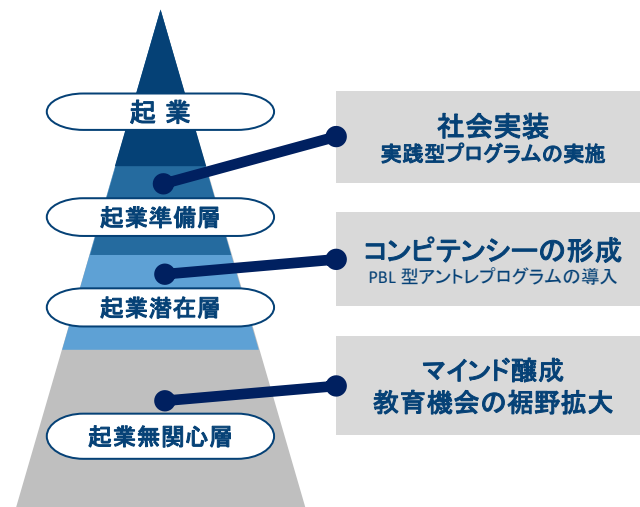 起業
社会実装
実践型プログラムの実施
起業準備層
コンピテンシーの形成
PBL 型アントレプログラムの導入
起業潜在層
マインド醸成
教育機会の裾野拡大
起業無関心層